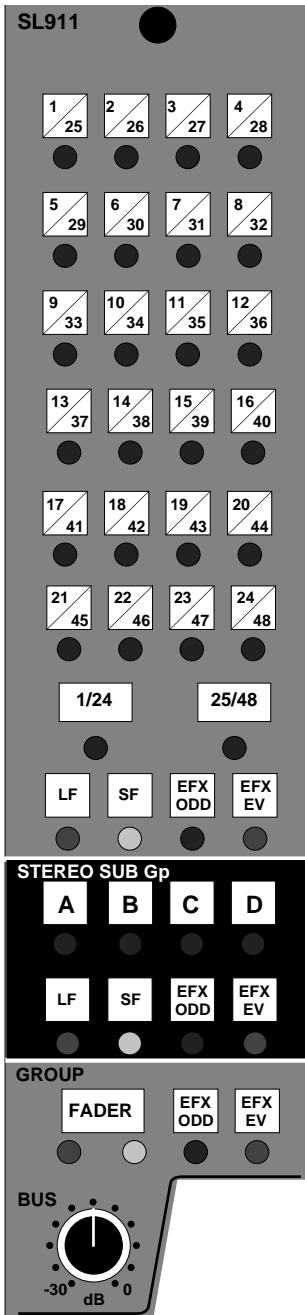 SL911
1 25 2 26 3 27 4 28
5 29 6 30 7 31 8 32
9 33 10 34 11 35 12 36
13 37 14 38 15 39 16 40
17 41 18 42 19 43 20 44
21 45 22 46 23 47 24 48
1/24 25/48
LF SF EFX ODD EFX EV
STEREO SUB Gp
A B C D
LF SF EFX ODD EFX EV
GROUP
FADER EFX ODD EFX EV
BUS
-30 dB 0